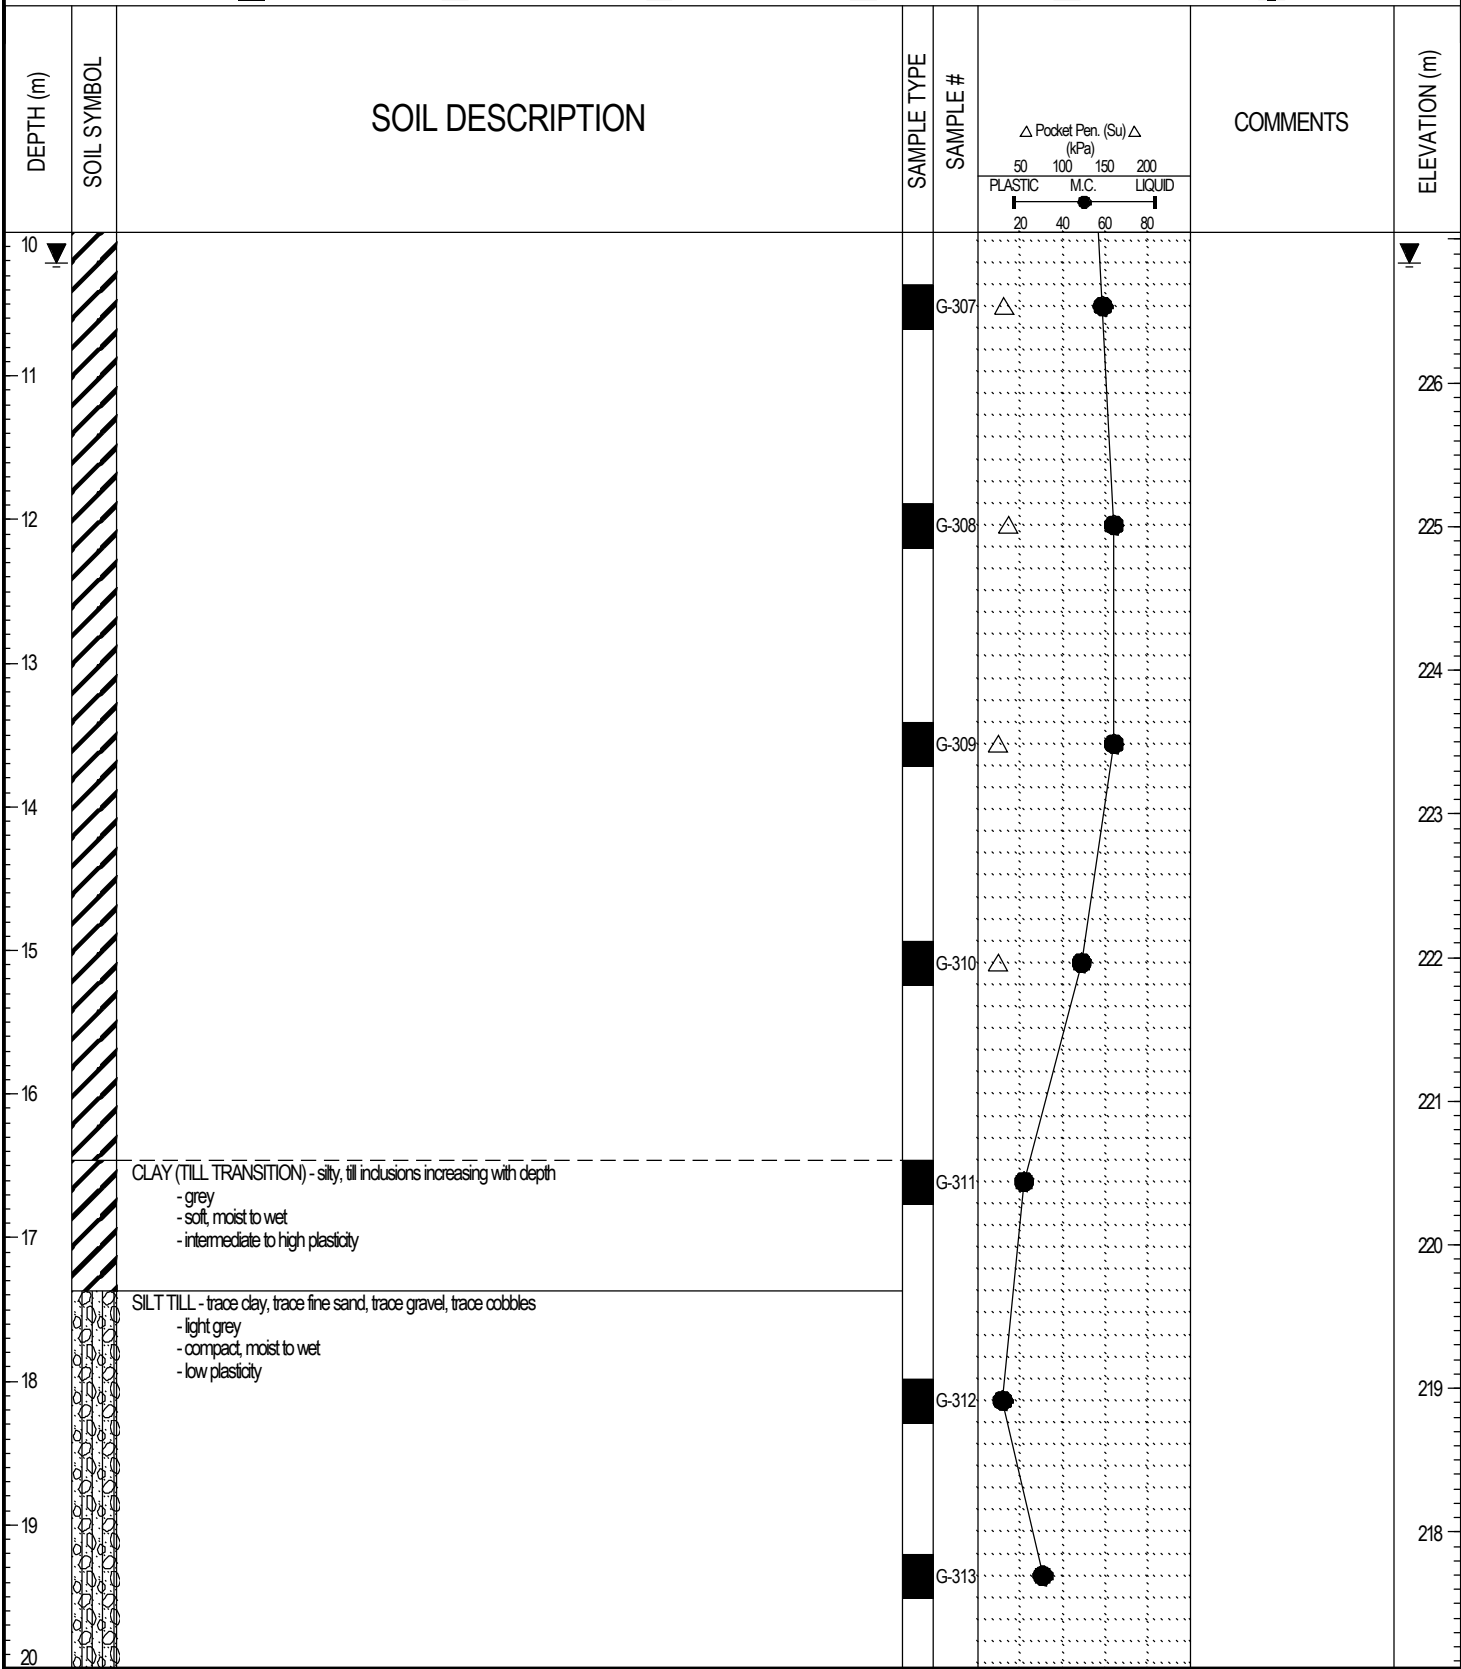 DEPTH (m)
SOIL SYMBOL
SOIL DESCRIPTION
SAMPLE TYPE
SAMPLE #
△ Pocket Pen. (Su) △
(kPa)
50 100 150 200
PLASTIC M.C. LIQUID
20 40 60 80
COMMENTS
ELEVATION (m)
10
G-307
11
226
12
G-308
225
13
224
G-309
14
223
15
G-310
222
16
221
CLAY (TILL TRANSITION) - silty, till inclusions increasing with depth
- grey
- soft, moist to wet
- intermediate to high plasticity
G-311
17
220
SILT TILL - trace clay, trace fine sand, trace gravel, trace cobbles
- light grey
- compact, moist to wet
- low plasticity
18
219
G-312
19
218
G-313
20